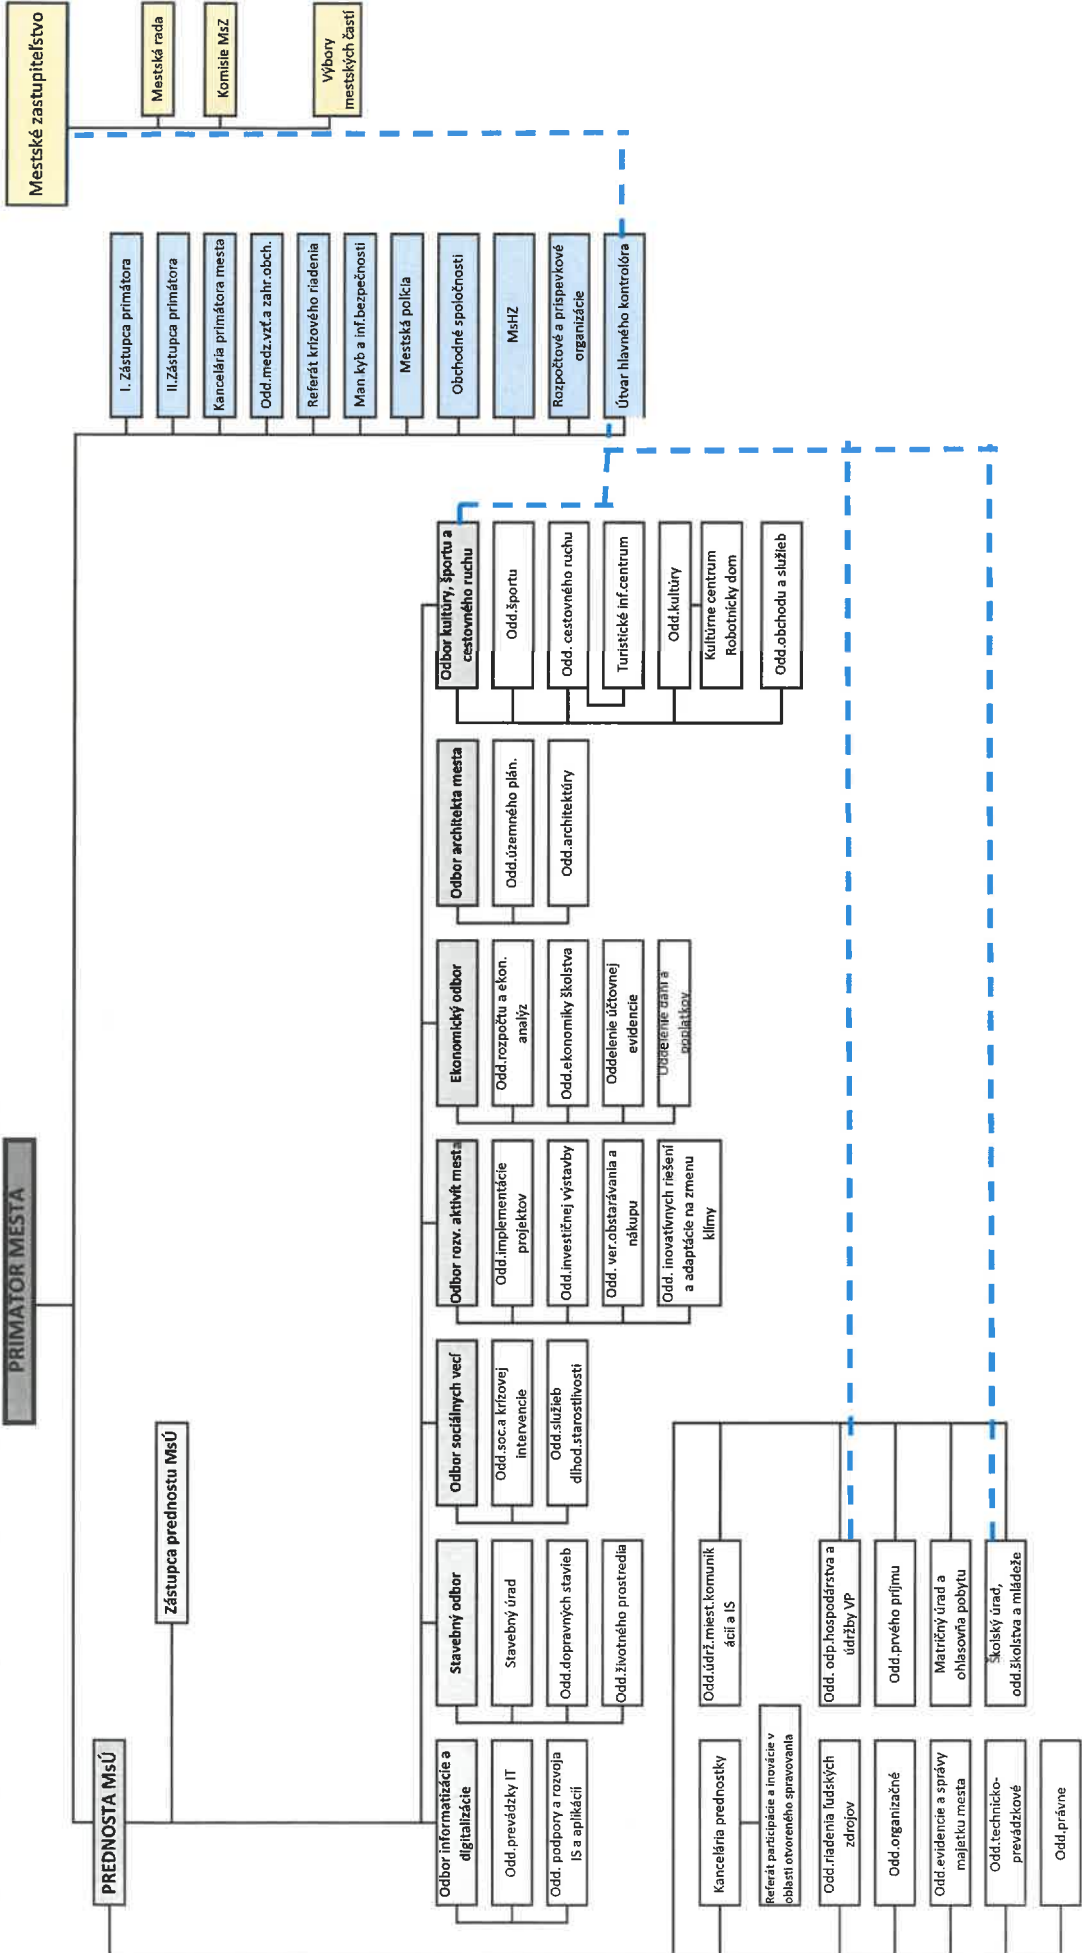 PRIMÁTOR MESTA
Mestské zastupiteľstvo
Mestská rada
Komisie MsZ
Výbory
mestských častí
I. Zástupca primátora
II.Zástupca primátora
Kancelária primátora mesta
Odd.medz.vzť.a zahr.obch.
Referát krízového riadenia
Man.kyb a inf.bezpečnosti
Mestská polícia
Obchodné spoločnosti
MsHZ
Rozpočtové a príspevkové
organizácie
Útvar hlavného kontrolóra
PREDNOSTA MsÚ
Zástupca prednostu MsÚ
Odbor informatizácie a
digitalizácie
Odd.prevádzky IT
Odd. podpory a rozvoja
IS a aplikácií
Stavebný odbor
Stavebný úrad
Odd.dopravných stavieb
Odd.životného prostredia
Odbor sociálnych vecí
Odd.soc.a krízovej
intervencie
Odd.služieb
dlhod.starostlivosti
Odbor rozv. aktivít mesta
Odd.implementácie
projektov
Odd.investičnej výstavby
Odd. ver.obstarávania a
nákupu
Odd. inovatívnych riešení
a adaptácie na zmenu
klímy
Ekonomický odbor
Odd.rozpočtu a ekon.
analýz
Odd.ekonomiky školstva
Oddelenie účtovnej
evidencie
Oddelenie daní a
poplatkov
Odbor architekta mesta
Odd.územného plán.
Odd.architektúry
Odbor kultúry, športu a
cestovného ruchu
Odd.športu
Odd. cestovného ruchu
Turistické inf.centrum
Odd.kultúry
Kultúrne centrum
Robotnícky dom
Odd.obchodu a služieb
Kancelária prednostky
Referát participácie a inovácie v
oblasti otvoreného spravovania
Odd.riadenia ľudských
zdrojov
Odd.organizačné
Odd.evidencie a správy
majetku mesta
Odd.technicko-
prevádzkové
Odd.právne
Odd.údrž.miest.komunik
ácií a IS
Odd. odp.hospodárstva a
údržby VP
Odd.prvého príjmu
Matričný úrad a
ohlasovňa pobytu
Školský úrad,
odd.školstva a mládeže